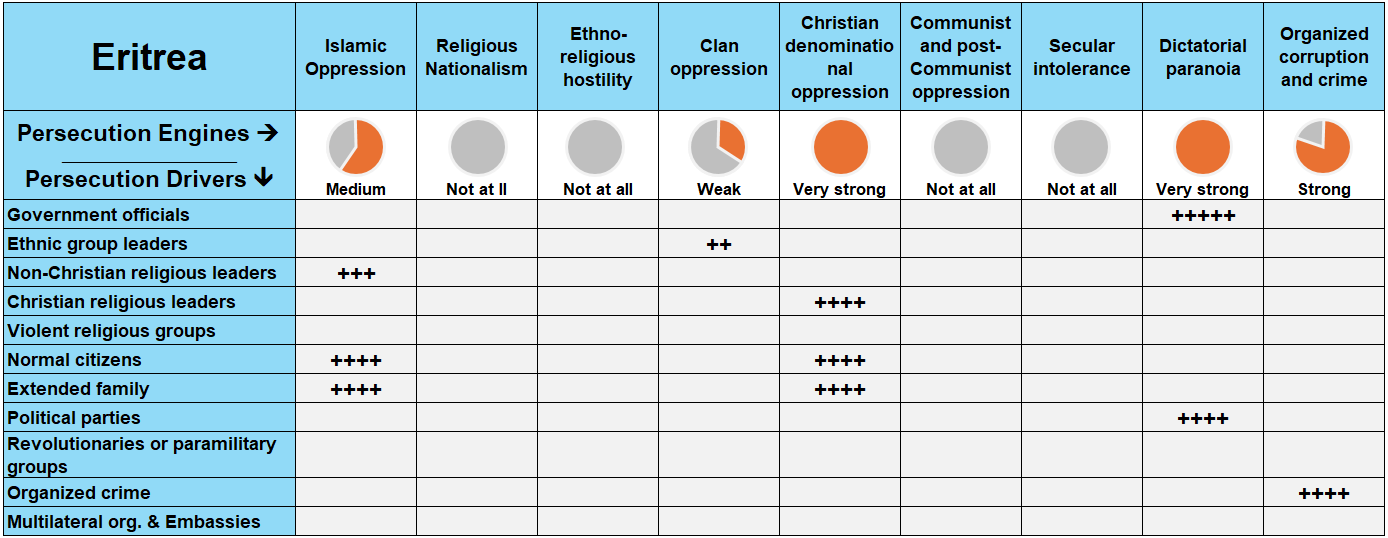 Eritrea
Islamic
Oppression
Religious
Nationalism
Ethno-
religious
hostility
Clan
oppression
Christian
denominatio
nal
oppression
Communist
and post-
Communist
oppression
Secular
intolerance
Dictatorial
paranoia
Organized
corruption
and crime
Persecution Engines →
Persecution Drivers ↓
Medium
Not at ll
Not at all
Weak
Very strong
Not at all
Not at all
Very strong
Strong
Government officials +++++
Ethnic group leaders ++
Non-Christian religious leaders +++
Christian religious leaders ++++
Violent religious groups
Normal citizens ++++ ++++
Extended family ++++ ++++
Political parties ++++
Revolutionaries or paramilitary
groups
Organized crime ++++
Multilateral org. & Embassies